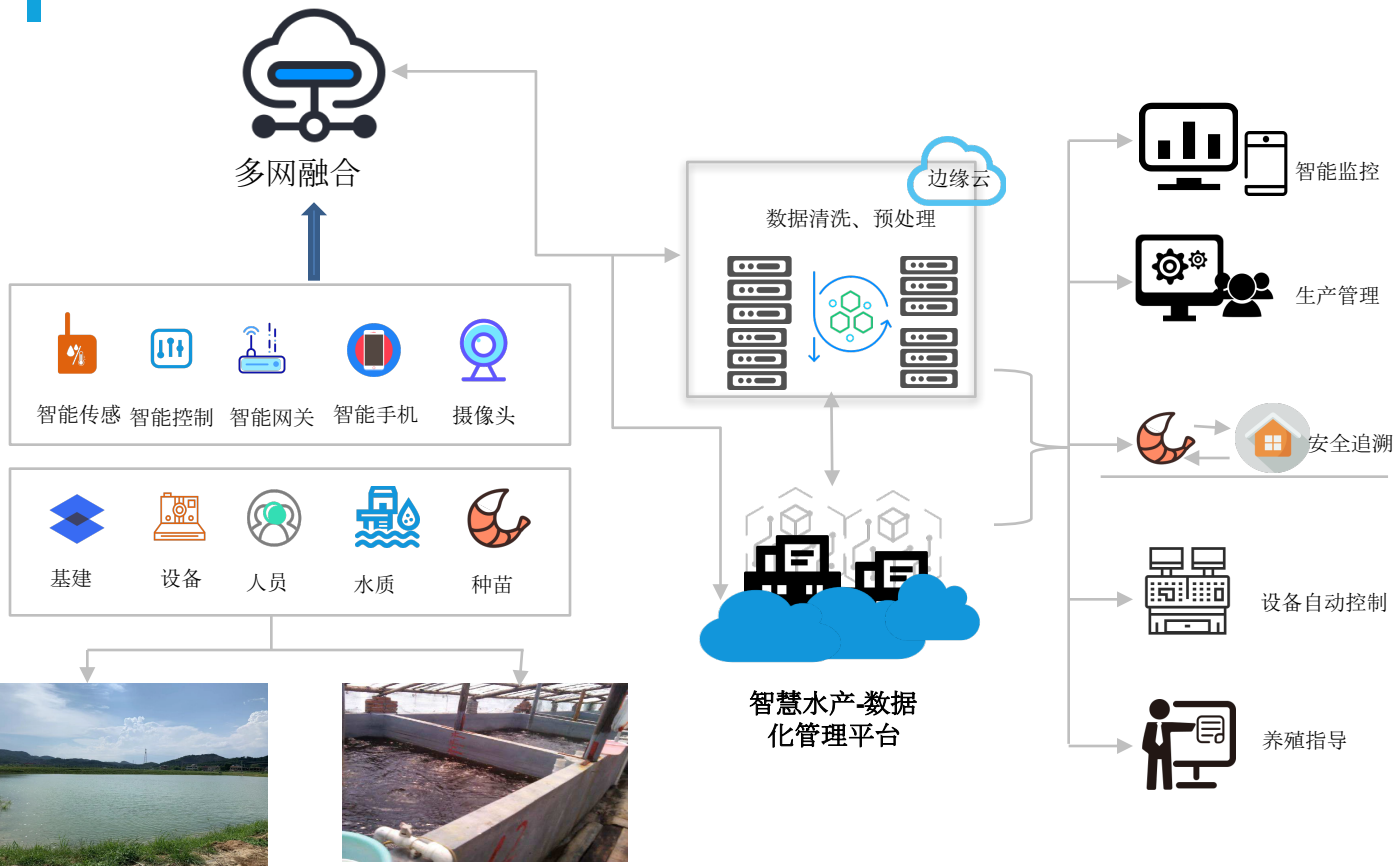 多网融合
边缘云
数据清洗、预处理
智能传感
智能控制
智能网关
智能手机
摄像头
基建
设备
人员
水质
种苗
智慧水产-数据
化管理平台
智能监控
生产管理
安全追溯
设备自动控制
养殖指导